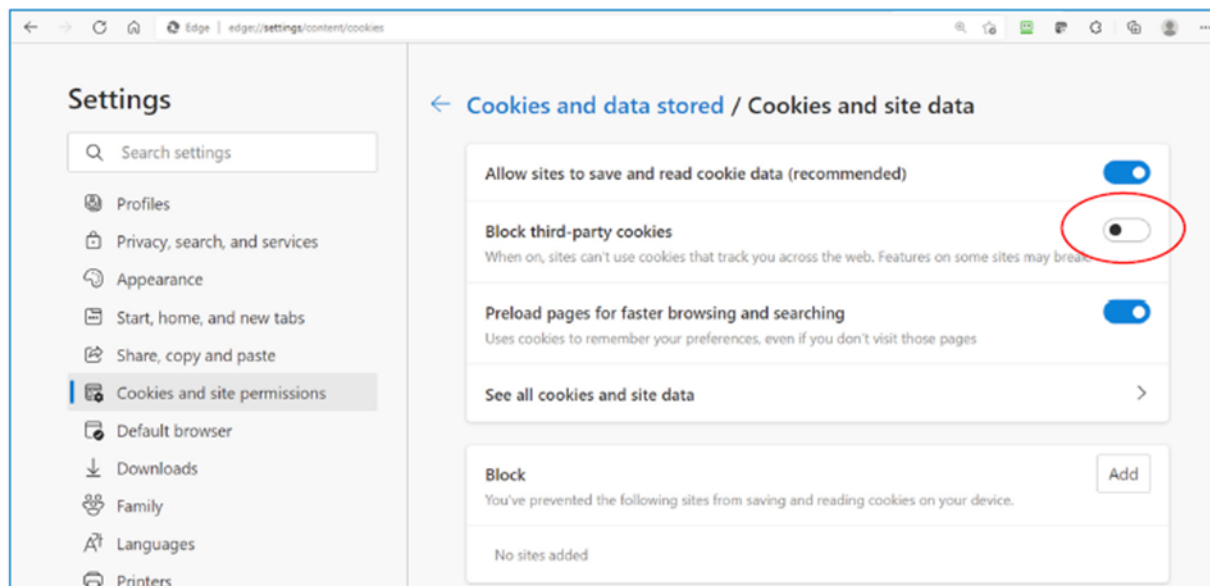 Edge | edge://settings/content/cookies
Settings
Search settings
Profiles
Privacy, search, and services
Appearance
Start, home, and new tabs
Share, copy and paste
Cookies and site permissions
Default browser
Downloads
Family
Languages
Printers
Cookies and data stored / Cookies and site data
Allow sites to save and read cookie data (recommended)
Block third-party cookies
When on, sites can't use cookies that track you across the web. Features on some sites may break.
Preload pages for faster browsing and searching
Uses cookies to remember your preferences, even if you don't visit those pages
See all cookies and site data
Block
Add
You've prevented the following sites from saving and reading cookies on your device.
No sites added